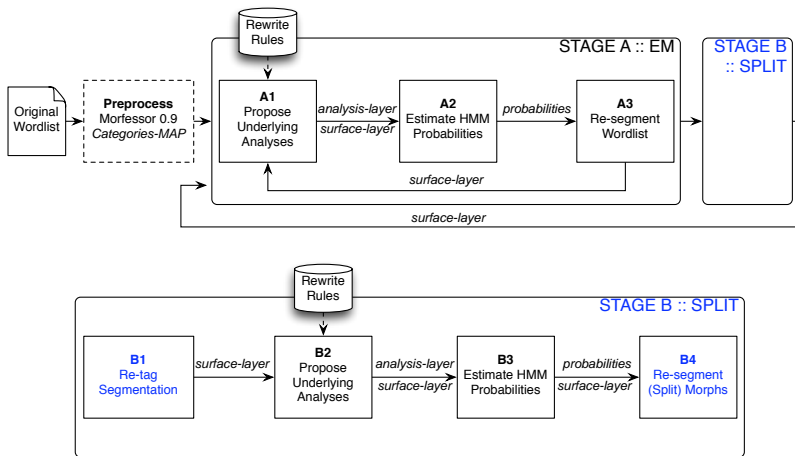 Rewrite
Rules
STAGE A :: EM
STAGE B
:: SPLIT
Original
Wordlist
Preprocess
Morfessor 0.9
Categories-MAP
A1
Propose
Underlying
Analyses
analysis-layer
surface-layer
A2
Estimate HMM
Probabilities
probabilities
A3
Re-segment
Wordlist
surface-layer
surface-layer
Rewrite
Rules
STAGE B :: SPLIT
B1
Re-tag
Segmentation
surface-layer
B2
Propose
Underlying
Analyses
analysis-layer
surface-layer
B3
Estimate HMM
Probabilities
probabilities
surface-layer
B4
Re-segment
(Split) Morphs